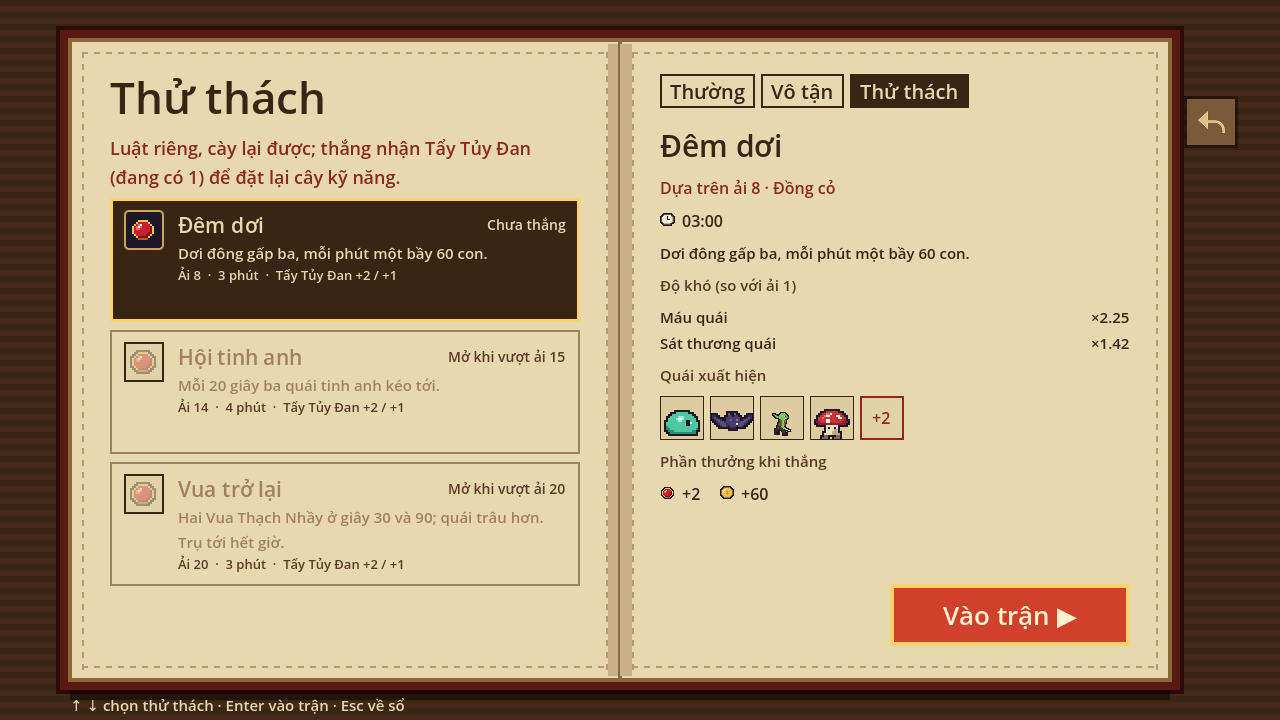 Thử thách
Luật riêng, cày lại được; thắng nhận Tẩy Tủy Đan
(đang có 1) để đặt lại cây kỹ năng.
Đêm dơi
Chưa thắng
Dơi đông gấp ba, mỗi phút một bầy 60 con.
Ải 8 · 3 phút · Tẩy Tủy Đan +2 / +1
Hội tinh anh
Mở khi vượt ải 15
Mỗi 20 giây ba quái tinh anh kéo tới.
Ải 14 · 4 phút · Tẩy Tủy Đan +2 / +1
Vua trở lại
Mở khi vượt ải 20
Hai Vua Thạch Nhầy ở giây 30 và 90; quái trâu hơn.
Trụ tới hết giờ.
Ải 20 · 3 phút · Tẩy Tủy Đan +2 / +1
Thường
Vô tận
Thử thách
Đêm dơi
Dựa trên ải 8 · Đồng cỏ
03:00
Dơi đông gấp ba, mỗi phút một bầy 60 con.
Độ khó (so với ải 1)
Máu quái ×2.25
Sát thương quái ×1.42
Quái xuất hiện
+2
Phần thưởng khi thắng
+2 +60
Vào trận ▶
↑ ↓ chọn thử thách · Enter vào trận · Esc về sổ